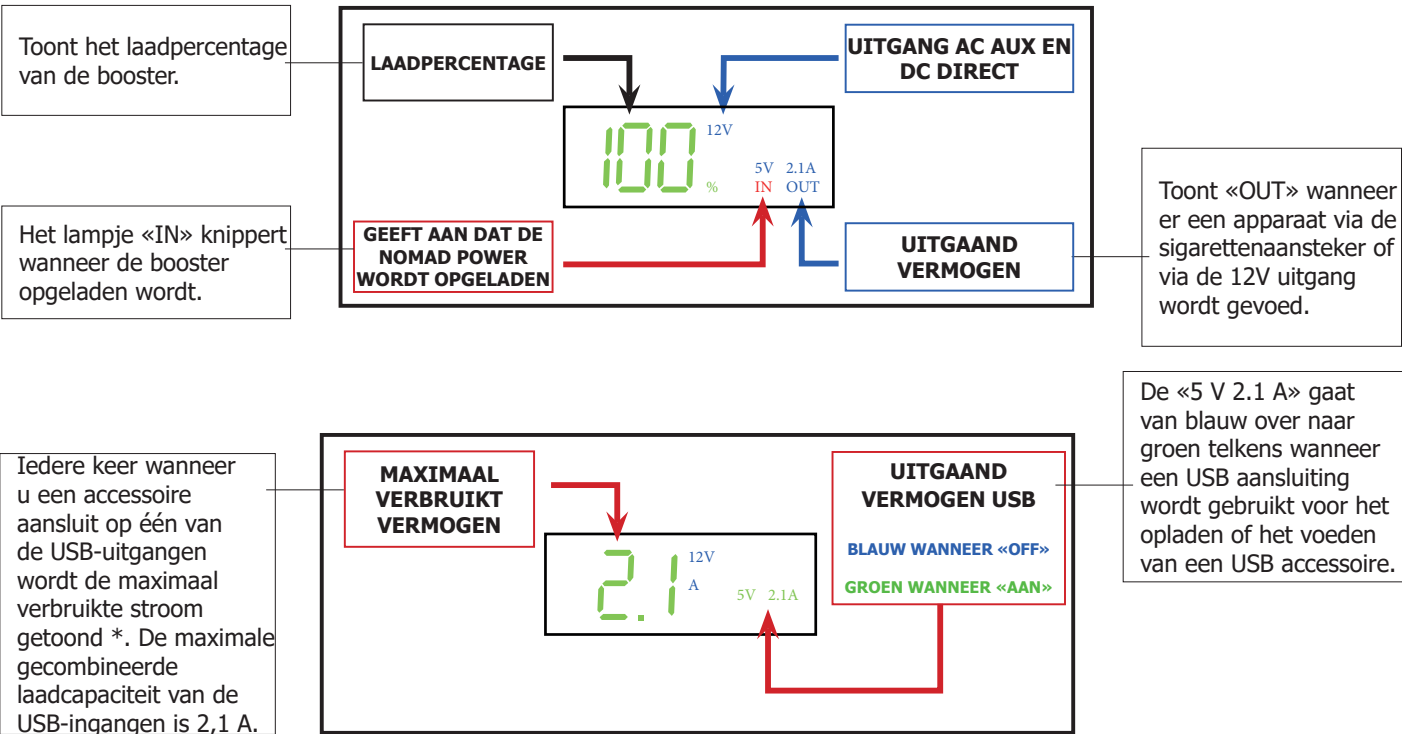 Toont het laadpercentage
van de booster.
LAADPERCENTAGE
UITGANG AC AUX EN
DC DIRECT
100
%
12V
5V 2.1A
IN OUT
Het lampje «IN» knippert
wanneer de booster
opgeladen wordt.
GEEFT AAN DAT DE
NOMAD POWER
WORDT OPGELADEN
UITGAAND
VERMOGEN
Toont «OUT» wanneer
er een apparaat via de
sigarettenaansteker of
via de 12V uitgang
wordt gevoed.
Iedere keer wanneer
u een accessoire
aansluit op één van
de USB-uitgangen
wordt de maximaal
verbruikte stroom
getoond *. De maximale
gecombineerde
laadcapaciteit van de
USB-ingangen is 2,1 A.
MAXIMAAL
VERBRUIKT
VERMOGEN
2.1
12V
A
5V 2.1A
UITGAAND
VERMOGEN USB
BLAUW WANNEER «OFF»
GROEN WANNEER «AAN»
De «5 V 2.1 A» gaat
van blauw over naar
groen telkens wanneer
een USB aansluiting
wordt gebruikt voor het
opladen of het voeden
van een USB accessoire.